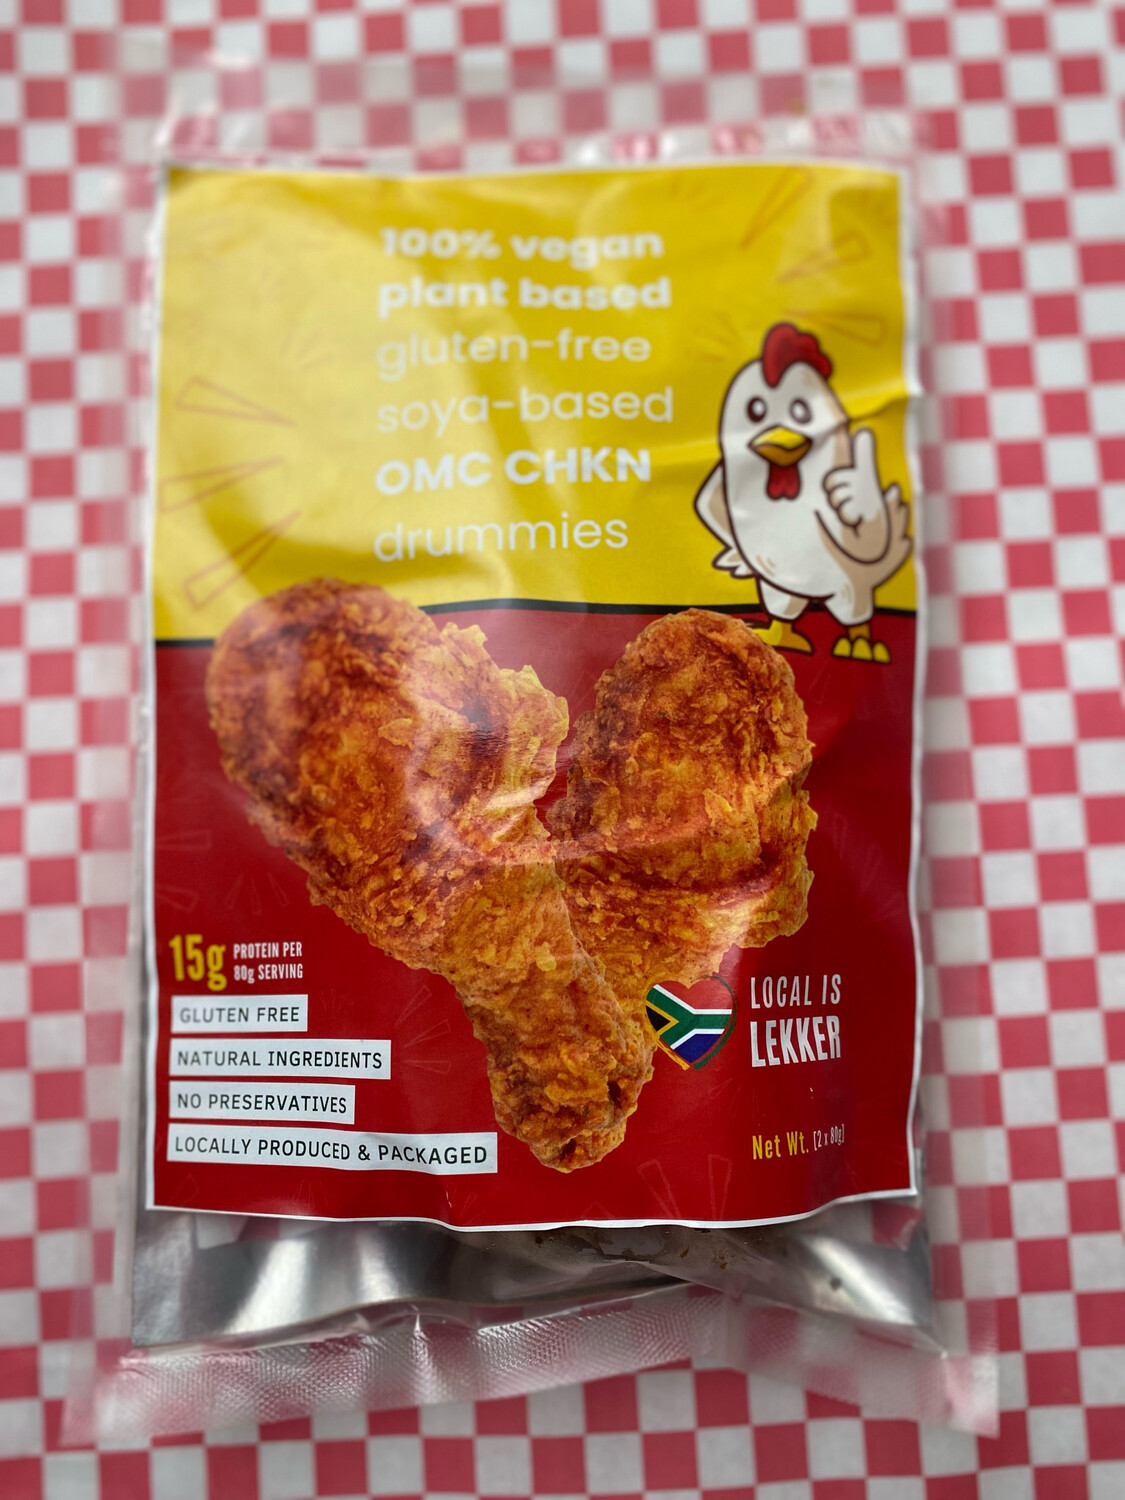 100% vegan
plant based
gluten-free
soya-based
OMC CHKN
drummies
15g PROTEIN PER
80g SERVING
GLUTEN FREE
NATURAL INGREDIENTS
NO PRESERVATIVES
LOCALLY PRODUCED & PACKAGED
LOCAL IS
LEKKER
Net Wt. [2 x 80g]